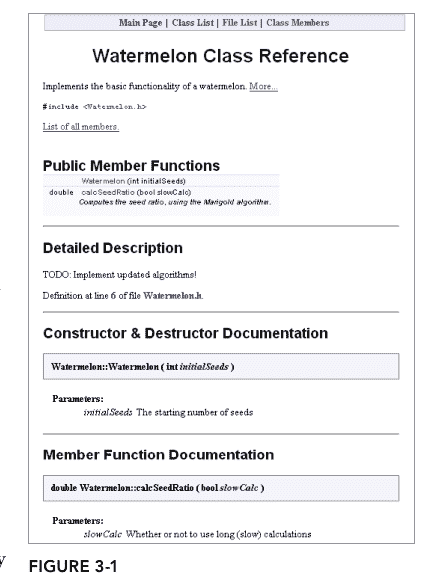 Main Page | Class List | File List | Class Members
Watermelon Class Reference
Implements the basic functionality of a watermelon. More...
#include <Watermelon.h>
List of all members.
Public Member Functions
Watermelon (int initialSeeds)
double calcSeedRatio (bool slowCalc)
Computes the seed ratio, using the Marigold algorithm.
Detailed Description
TODO: Implement updated algorithms!
Definition at line 6 of file Watermelon.h.
Constructor & Destructor Documentation
Watermelon::Watermelon ( int initialSeeds )
Parameters:
initialSeeds The starting number of seeds
Member Function Documentation
double Watermelon::calcSeedRatio ( bool slowCalc )
Parameters:
slowCalc Whether or not to use long (slow) calculations
FIGURE 3-1